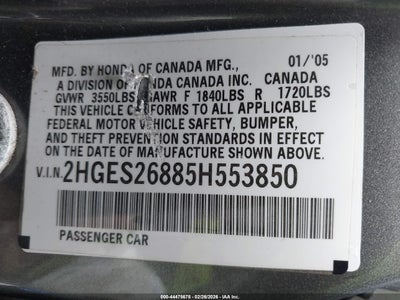 MFD. BY HONDA OF CANADA MFG., 01/'05
A DIVISION OF HONDA CANADA INC. CANADA
GVWR 3550LBS GAWR F 1840LBS R 1720LBS
THIS VEHICLE CONFORMS TO ALL APPLICABLE
FEDERAL MOTOR VEHICLE SAFETY, BUMPER,
AND THEFT PREVENTION STANDARDS IN EFFECT
ON THE DATE OF MANUFACTURE SHOWN ABOVE.
V.I.N. 2HGES26885H553850
PASSENGER CAR
000-44475675 - 02/26/2026 - IAA Inc.